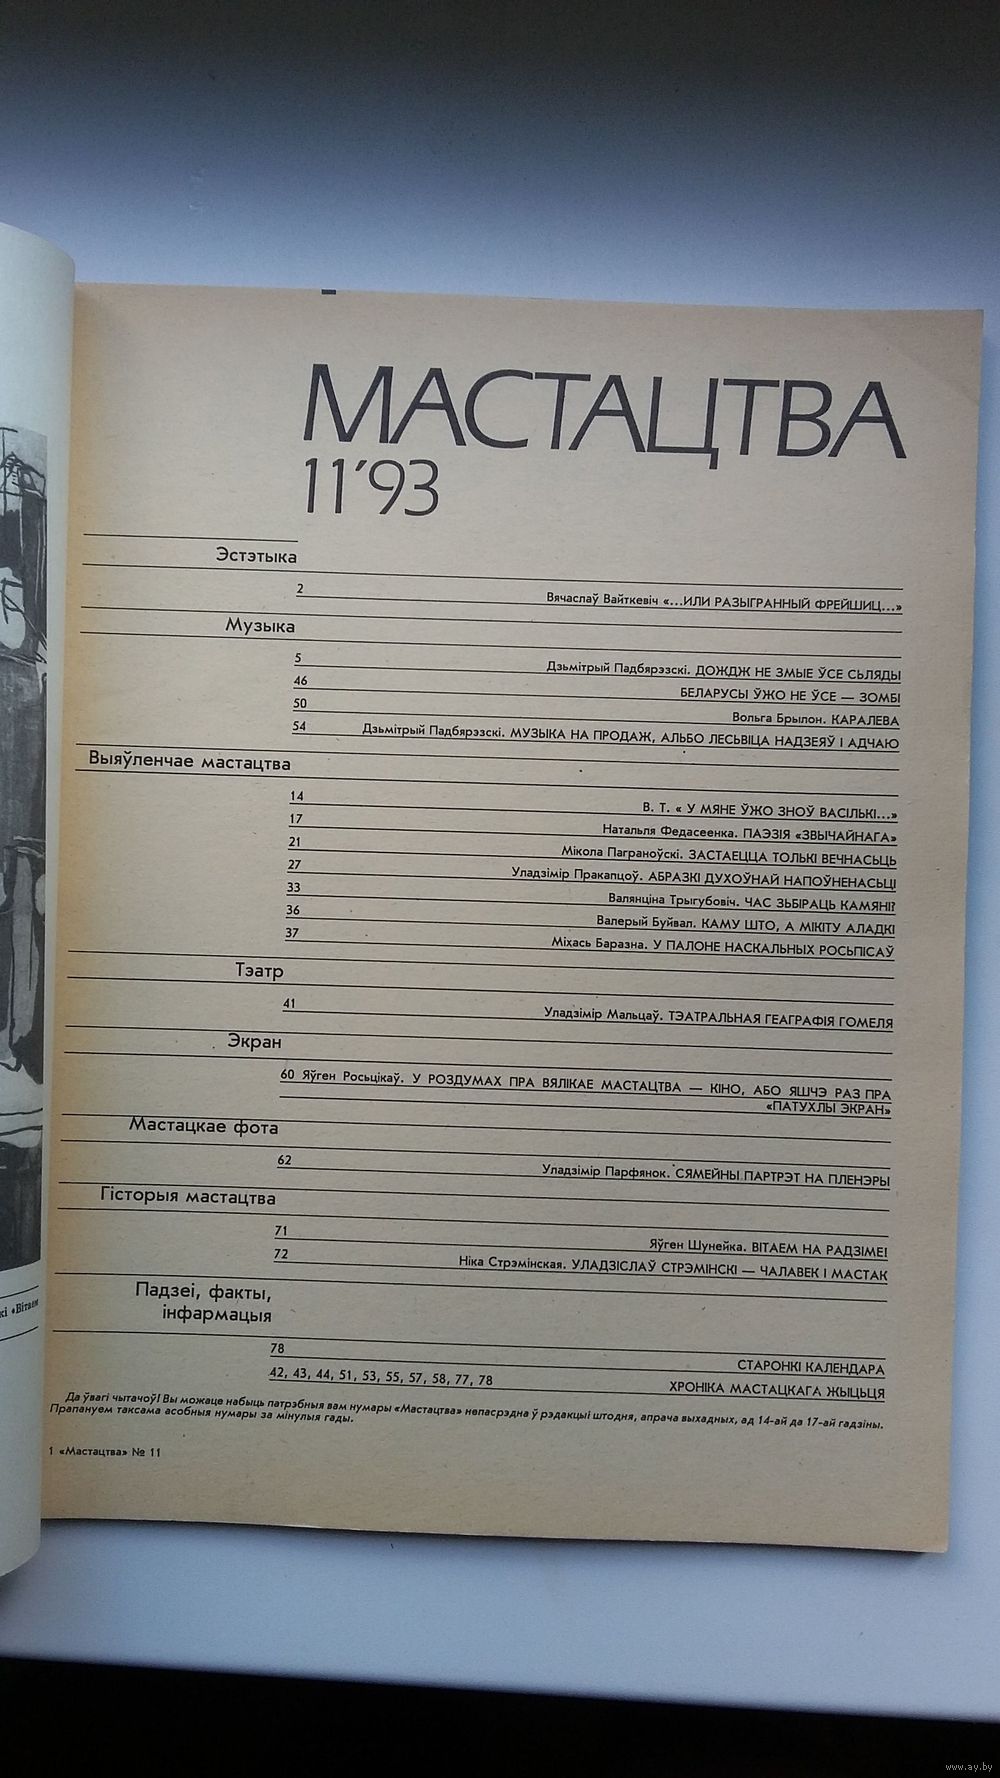 МАСТАЦТВА
11'93
Эстэтыка
2 Вячаслаў Вайткевіч «...ИЛИ РАЗЫГРАННЫЙ ФРЕЙШИЦ...»
Музыка
5 Дзьмітрый Падбярэзскі. ДОЖДЖ НЕ ЗМЫЕ ЎСЕ СЬЛЯДЫ
46 БЕЛАРУСЫ ЎЖО НЕ ЎСЕ — ЗОМБІ
50 Вольга Брылон. КАРАЛЕВА
54 Дзьмітрый Падбярэзскі. МУЗЫКА НА ПРОДАЖ, АЛЬБО ЛЕСЬВІЦА НАДЗЕЯЎ І АДЧАЮ
Выяўленчае мастацтва
14 В. Т. « У МЯНЕ ЎЖО ЗНОЎ ВАСІЛЬКІ...»
17 Натальля Федасеенка. ПАЭЗІЯ «ЗВЫЧАЙНАГА»
21 Мікола Паграноўскі. ЗАСТАЕЦЦА ТОЛЬКІ ВЕЧНАСЬЦЬ
27 Уладзімір Пракапцоў. АБРАЗКІ ДУХОЎНАЙ НАПОЎНЕНАСЬЦІ
33 Валянціна Трыгубовіч. ЧАС ЗЬБІРАЦЬ КАМЯНІ?
36 Валерый Буйвал. КАМУ ШТО, А МІКІТУ АЛАДКІ
37 Міхась Баразна. У ПАЛОНЕ НАСКАЛЬНЫХ РОСЬПІСАЎ
Тэатр
41 Уладзімір Мальцаў. ТЭАТРАЛЬНАЯ ГЕАГРАФІЯ ГОМЕЛЯ
Экран
60 Яўген Росьцікаў. У РОЗДУМАХ ПРА ВЯЛІКАЕ МАСТАЦТВА — КІНО, АБО ЯШЧЭ РАЗ ПРА
«ПАТУХЛЫ ЭКРАН»
Мастацкае фота
62 Уладзімір Парфянок. СЯМЕЙНЫ ПАРТРЭТ НА ПЛЕНЭРЫ
Гісторыя мастацтва
71 Яўген Шунейка. ВІТАЕМ НА РАДЗІМЕ!
72 Ніка Стрэмінская. УЛАДЗІСЛАЎ СТРЭМІНСКІ — ЧАЛАВЕК І МАСТАК
Падзеі, факты,
інфармацыя
78 СТАРОНКІ КАЛЕНДАРА
42, 43, 44, 51, 53, 55, 57, 58, 77, 78 ХРОНІКА МАСТАЦКАГА ЖЫЦЬЦЯ
Да ўвагі чытачоў! Вы можаце набыць патрэбныя вам нумары «Мастацтва» непасрэдна ў рэдакцыі штодня, апрача выхадных, ад 14-ай да 17-ай гадзіны.
Прапануем таксама асобныя нумары за мінулыя гады.
1 «Мастацтва» № 11
www.ay.by